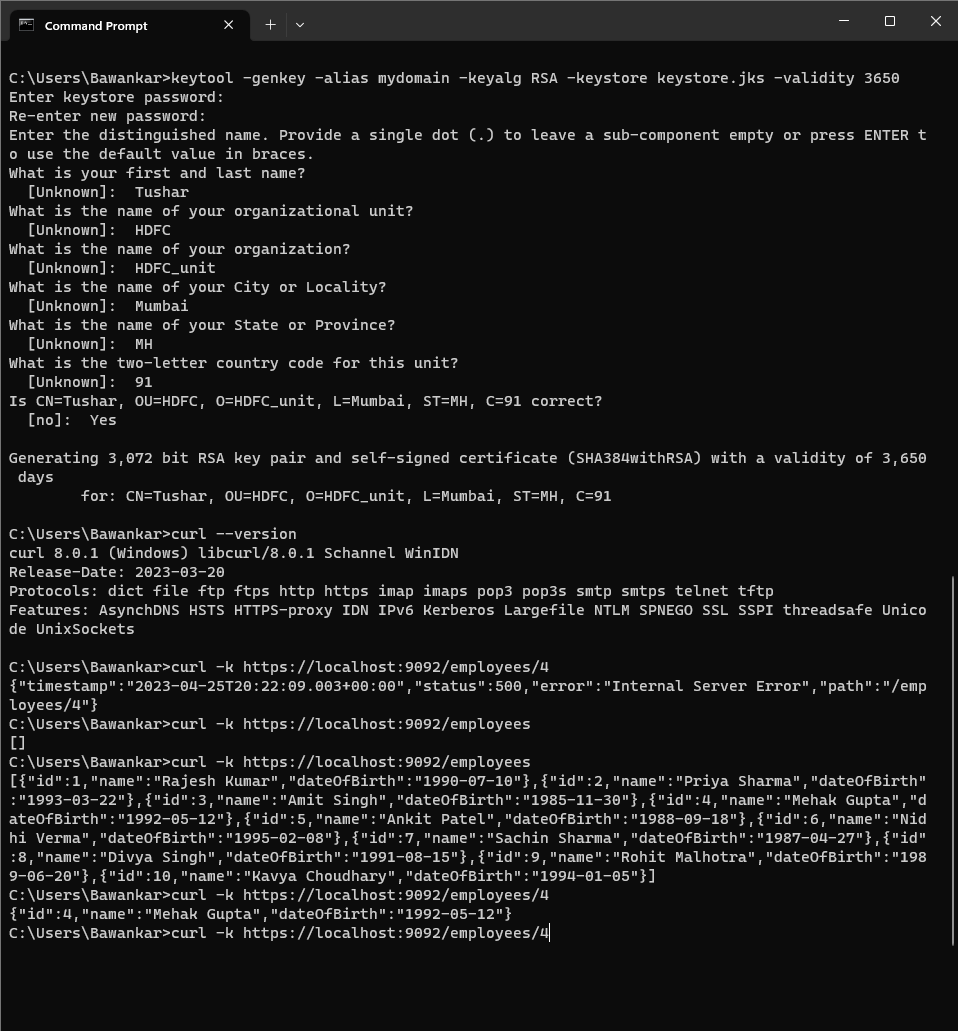 Command Prompt
C:\Users\Bawankar>keytool -genkey -alias mydomain -keyalg RSA -keystore keystore.jks -validity 3650
Enter keystore password:
Re-enter new password:
Enter the distinguished name. Provide a single dot (.) to leave a sub-component empty or press ENTER t
o use the default value in braces.
What is your first and last name?
  [Unknown]:  Tushar
What is the name of your organizational unit?
  [Unknown]:  HDFC
What is the name of your organization?
  [Unknown]:  HDFC_unit
What is the name of your City or Locality?
  [Unknown]:  Mumbai
What is the name of your State or Province?
  [Unknown]:  MH
What is the two-letter country code for this unit?
  [Unknown]:  91
Is CN=Tushar, OU=HDFC, O=HDFC_unit, L=Mumbai, ST=MH, C=91 correct?
  [no]:  Yes
Generating 3,072 bit RSA key pair and self-signed certificate (SHA384withRSA) with a validity of 3,650
 days
        for: CN=Tushar, OU=HDFC, O=HDFC_unit, L=Mumbai, ST=MH, C=91
C:\Users\Bawankar>curl --version
curl 8.0.1 (Windows) libcurl/8.0.1 Schannel WinIDN
Release-Date: 2023-03-20
Protocols: dict file ftp ftps http https imap imaps pop3 pop3s smtp smtps telnet tftp
Features: AsynchDNS HSTS HTTPS-proxy IDN IPv6 Kerberos Largefile NTLM SPNEGO SSL SSPI threadsafe Unico
de UnixSockets
C:\Users\Bawankar>curl -k https://localhost:9092/employees/4
{"timestamp":"2023-04-25T20:22:09.003+00:00","status":500,"error":"Internal Server Error","path":"/emp
loyees/4"}
C:\Users\Bawankar>curl -k https://localhost:9092/employees
[]
C:\Users\Bawankar>curl -k https://localhost:9092/employees
[{"id":1,"name":"Rajesh Kumar","dateOfBirth":"1990-07-10"},{"id":2,"name":"Priya Sharma","dateOfBirth"
:"1993-03-22"},{"id":3,"name":"Amit Singh","dateOfBirth":"1985-11-30"},{"id":4,"name":"Mehak Gupta","d
ateOfBirth":"1992-05-12"},{"id":5,"name":"Ankit Patel","dateOfBirth":"1988-09-18"},{"id":6,"name":"Nid
hi Verma","dateOfBirth":"1995-02-08"},{"id":7,"name":"Sachin Sharma","dateOfBirth":"1987-04-27"},{"id"
:8,"name":"Divya Singh","dateOfBirth":"1991-08-15"},{"id":9,"name":"Rohit Malhotra","dateOfBirth":"198
9-06-20"},{"id":10,"name":"Kavya Choudhary","dateOfBirth":"1994-01-05"}]
C:\Users\Bawankar>curl -k https://localhost:9092/employees/4
{"id":4,"name":"Mehak Gupta","dateOfBirth":"1992-05-12"}
C:\Users\Bawankar>curl -k https://localhost:9092/employees/4